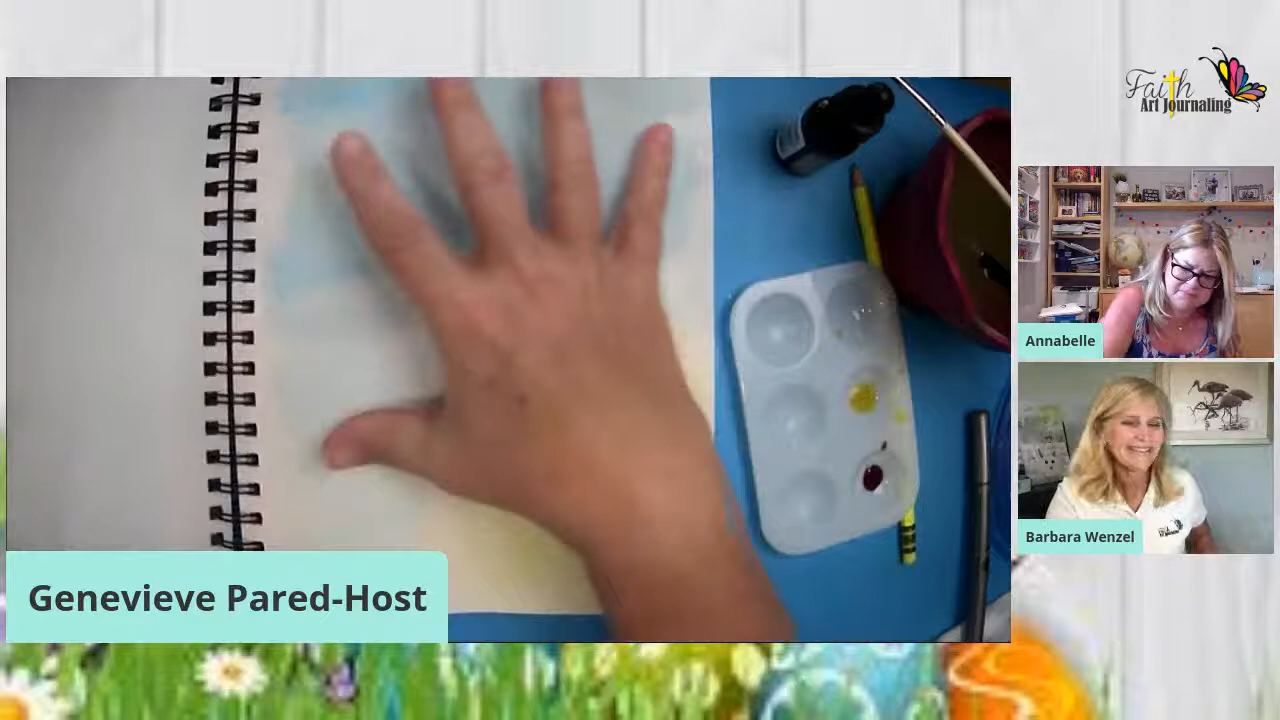 Faith
Art Journaling
Annabelle
Genevieve Pared-Host
Barbara Wenzel